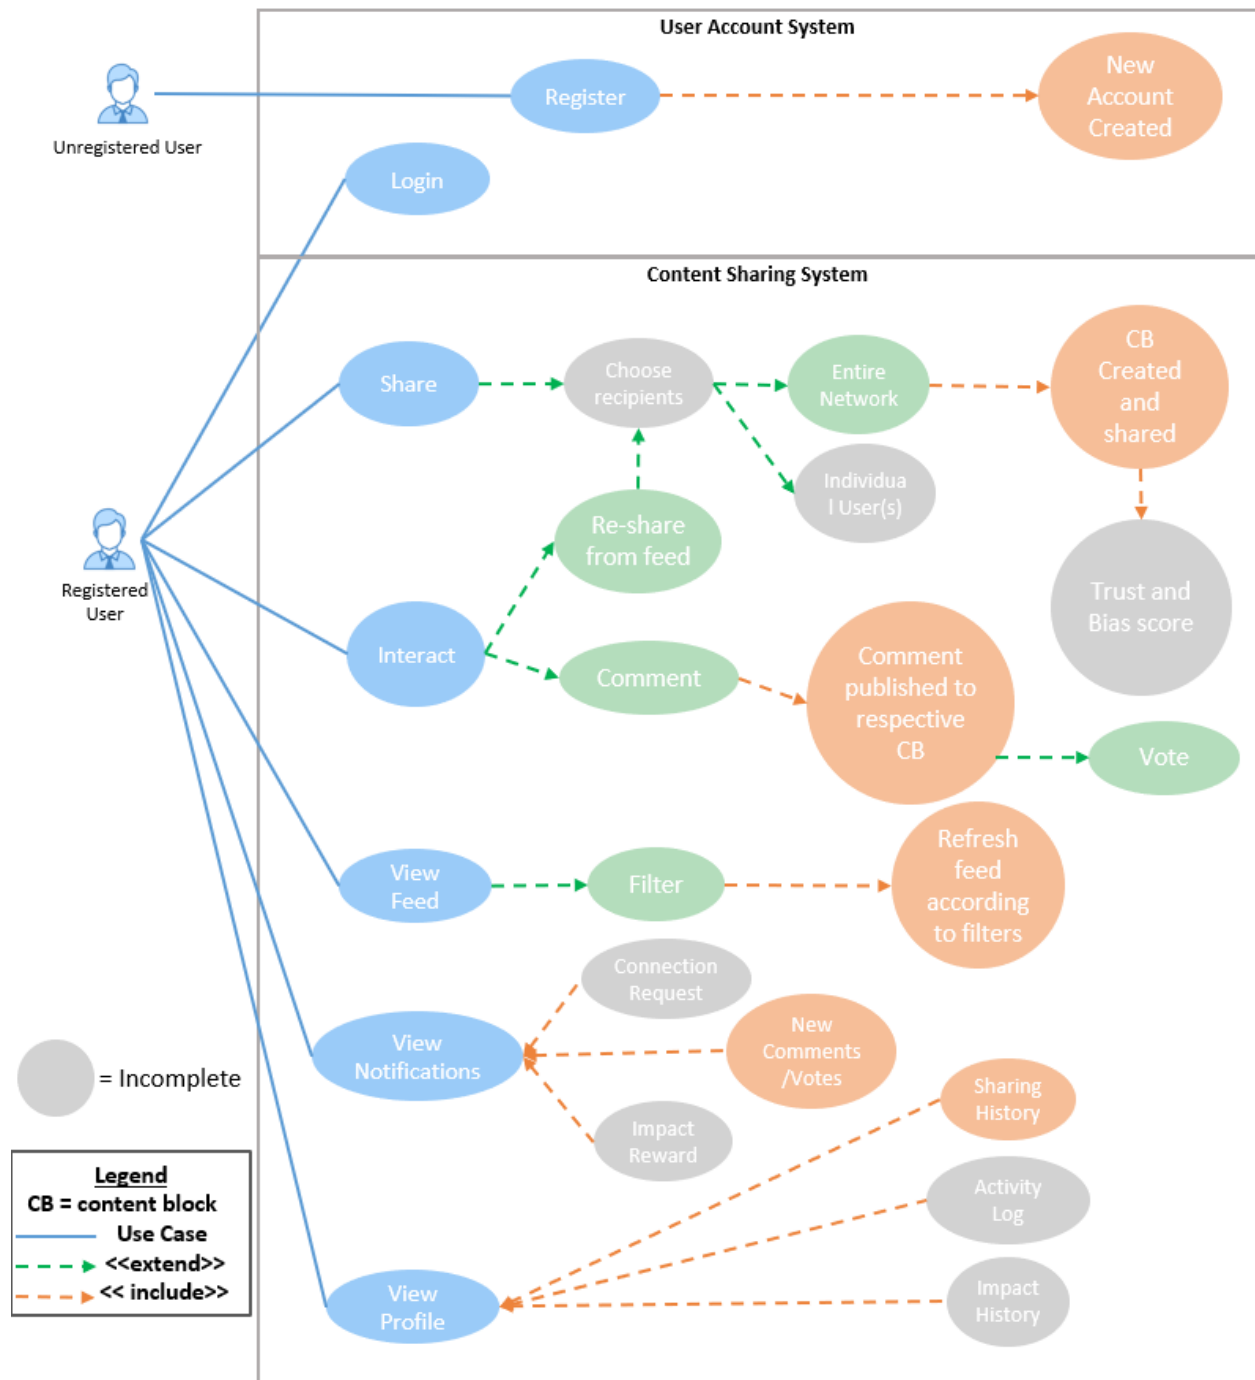 User Account System
Unregistered User
Register
New
Account
Created
Login
Content Sharing System
Share
Choose
recipients
Entire
Network
CB
Created
and
shared
Individua
l User(s)
Re-share
from feed
Registered
User
Trust and
Bias score
Interact
Comment
Comment
published to
respective
CB
Vote
View
Feed
Filter
Refresh
feed
according
to filters
Connection
Request
View
Notifications
New
Comments
/Votes
Impact
Reward
= Incomplete
Sharing
History
Activity
Log
Impact
History
View
Profile
Legend
CB = content block
Use Case
<<extend>>
<< include>>